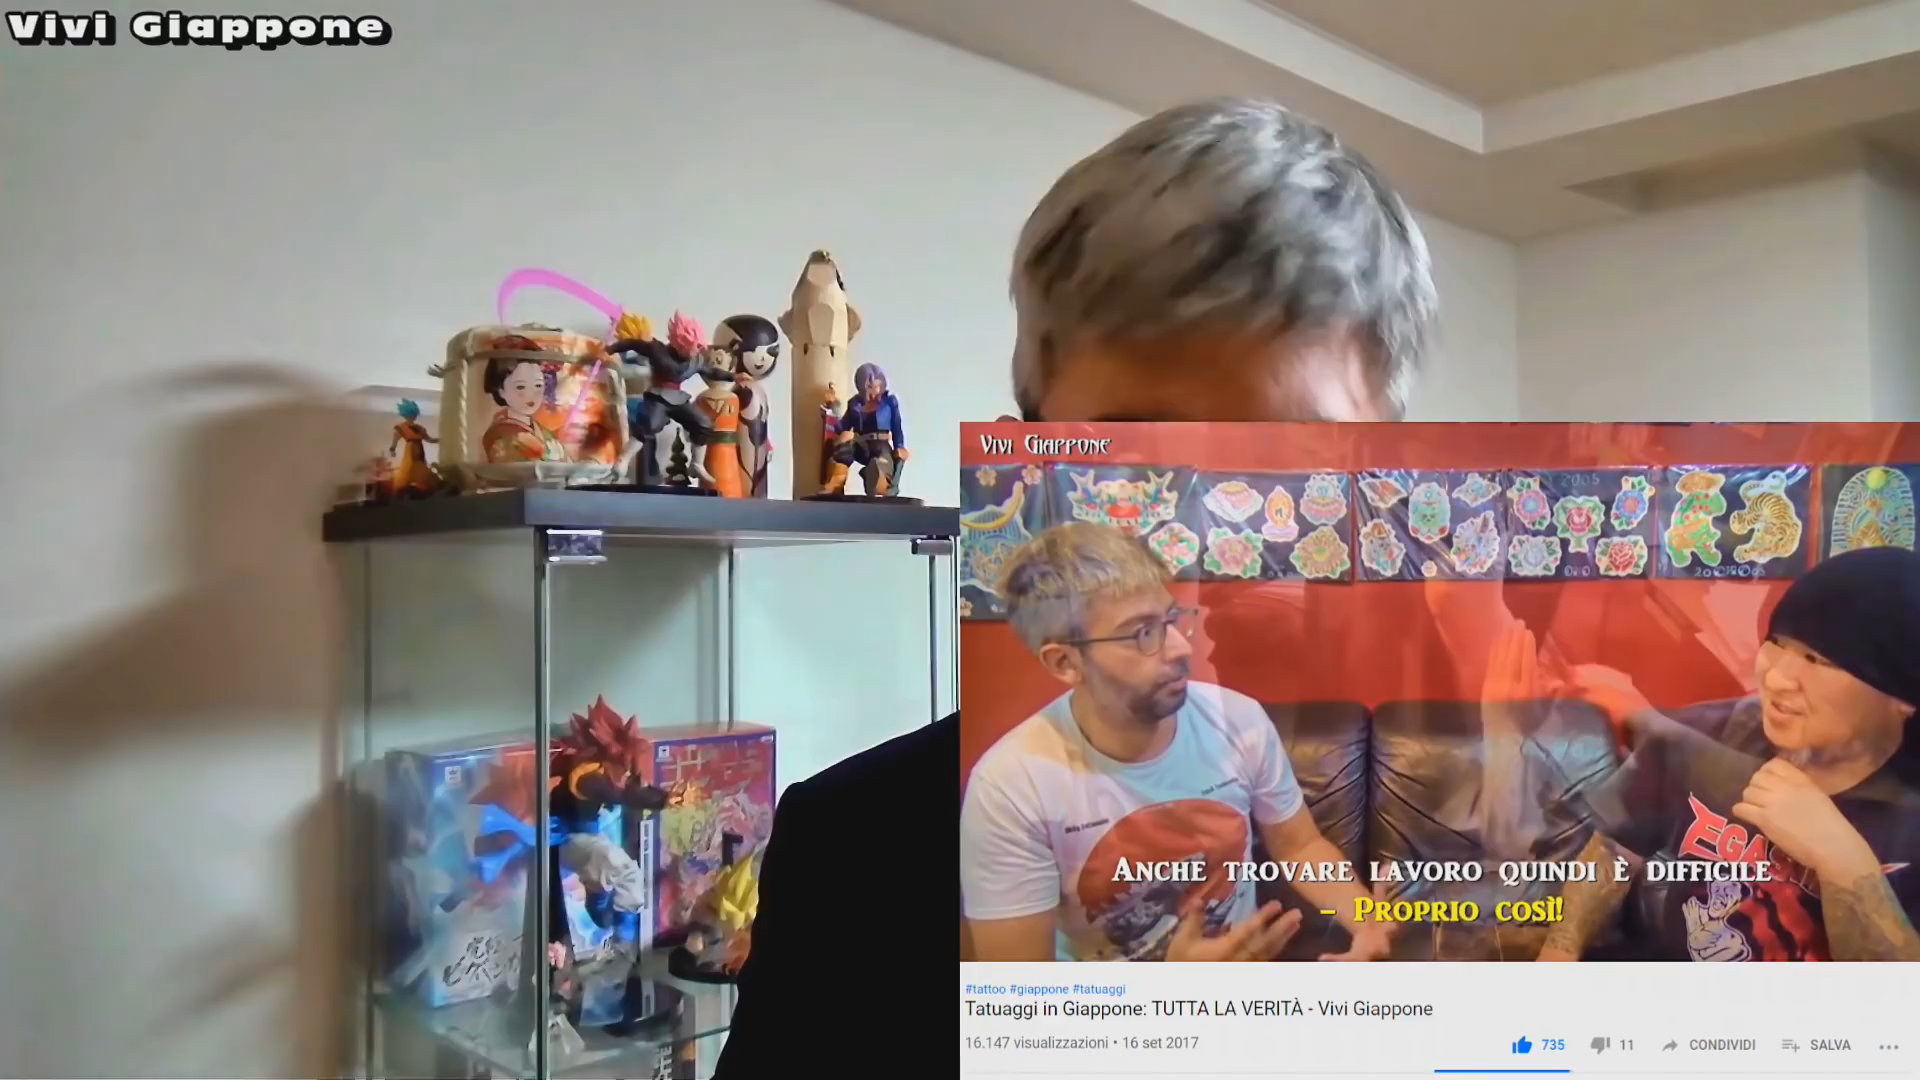 Vivi Giappone
Vivi Giappone
2005
Anche trovare lavoro quindi è difficile
– Proprio così!
#tattoo #giappone #tatuaggi
Tatuaggi in Giappone: TUTTA LA VERITÀ - Vivi Giappone
16.147 visualizzazioni • 16 set 2017
735
11
CONDIVIDI
SALVA